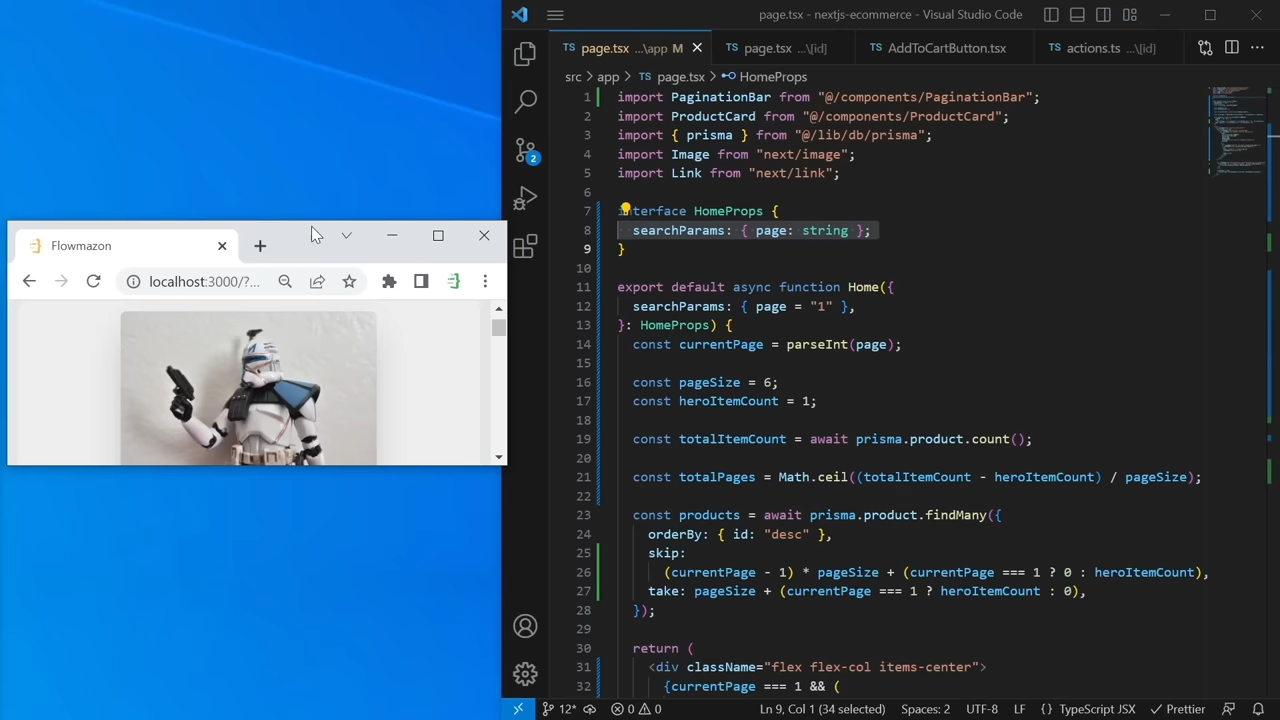 page.tsx - nextjs-ecommerce - Visual Studio Code
TS page.tsx ...\app M
TS page.tsx ...\[id]
TS AddToCartButton.tsx
TS actions.ts ...\[id]
src > app > TS page.tsx > HomeProps
1 import PaginationBar from "@/components/PaginationBar";
2 import ProductCard from "@/components/ProductCard";
3 import { prisma } from "@/lib/db/prisma";
4 import Image from "next/image";
5 import Link from "next/link";
6
7 interface HomeProps {
8 searchParams: { page: string };
9 }
10
11 export default async function Home({
12 searchParams: { page = "1" },
13 }: HomeProps) {
14 const currentPage = parseInt(page);
15
16 const pageSize = 6;
17 const heroItemCount = 1;
18
19 const totalItemCount = await prisma.product.count();
20
21 const totalPages = Math.ceil((totalItemCount - heroItemCount) / pageSize);
22
23 const products = await prisma.product.findMany({
24 orderBy: { id: "desc" },
25 skip:
26 (currentPage - 1) * pageSize + (currentPage === 1 ? 0 : heroItemCount),
27 take: pageSize + (currentPage === 1 ? heroItemCount : 0),
28 });
29
30 return (
31 <div className="flex flex-col items-center">
32 {currentPage === 1 && (
2
Flowmazon
localhost:3000/?...
12* 0 0 Ln 9, Col 1 (34 selected) Spaces: 2 UTF-8 LF {} TypeScript JSX Prettier